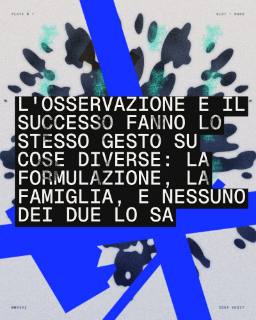 L'OSSERVAZIONE E IL
SUCCESSO FANNO LO
STESSO GESTO SU
COSE DIVERSE: LA
FORMULAZIONE, LA
FAMIGLIA, E NESSUNO
DEI DUE LO SA